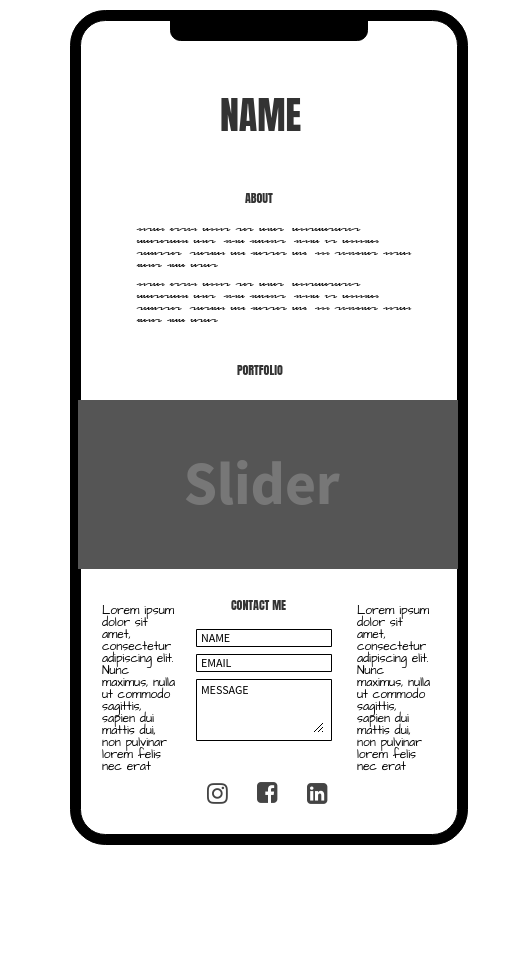 NAME
ABOUT
PORTFOLIO
Slider
Lorem ipsum
dolor sit
amet,
consectetur
adipiscing elit.
Nunc
maximus, nulla
ut commodo
sagittis,
sapien dui
mattis dui,
non pulvinar
lorem felis
nec erat
CONTACT ME
NAME
EMAIL
MESSAGE
Lorem ipsum
dolor sit
amet,
consectetur
adipiscing elit.
Nunc
maximus, nulla
ut commodo
sagittis,
sapien dui
mattis dui,
non pulvinar
lorem felis
nec erat